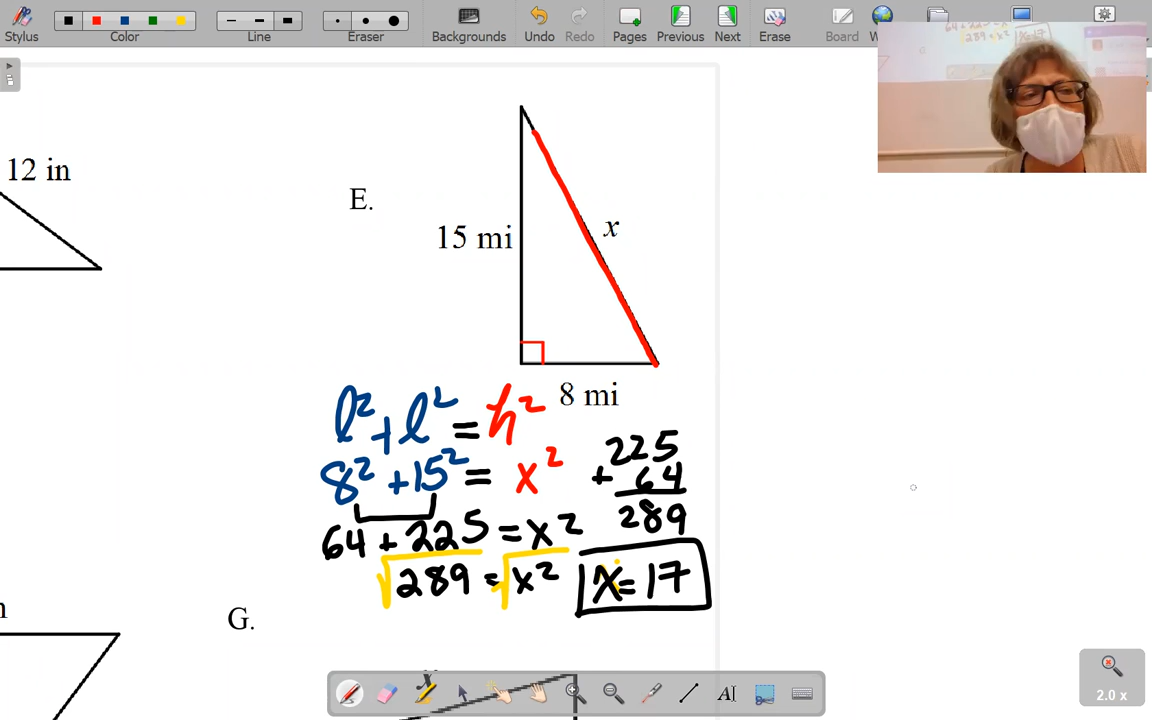 Stylus Color Line Eraser Backgrounds Undo Redo Pages Previous Next Erase Board
12 in
E.
15 mi
x
8 mi
l² + l² = h²
8² + 15² = x²
225
+ 64
289
64 + 225 = x²
√289 = √x²
x = 17
G.
2.0 x